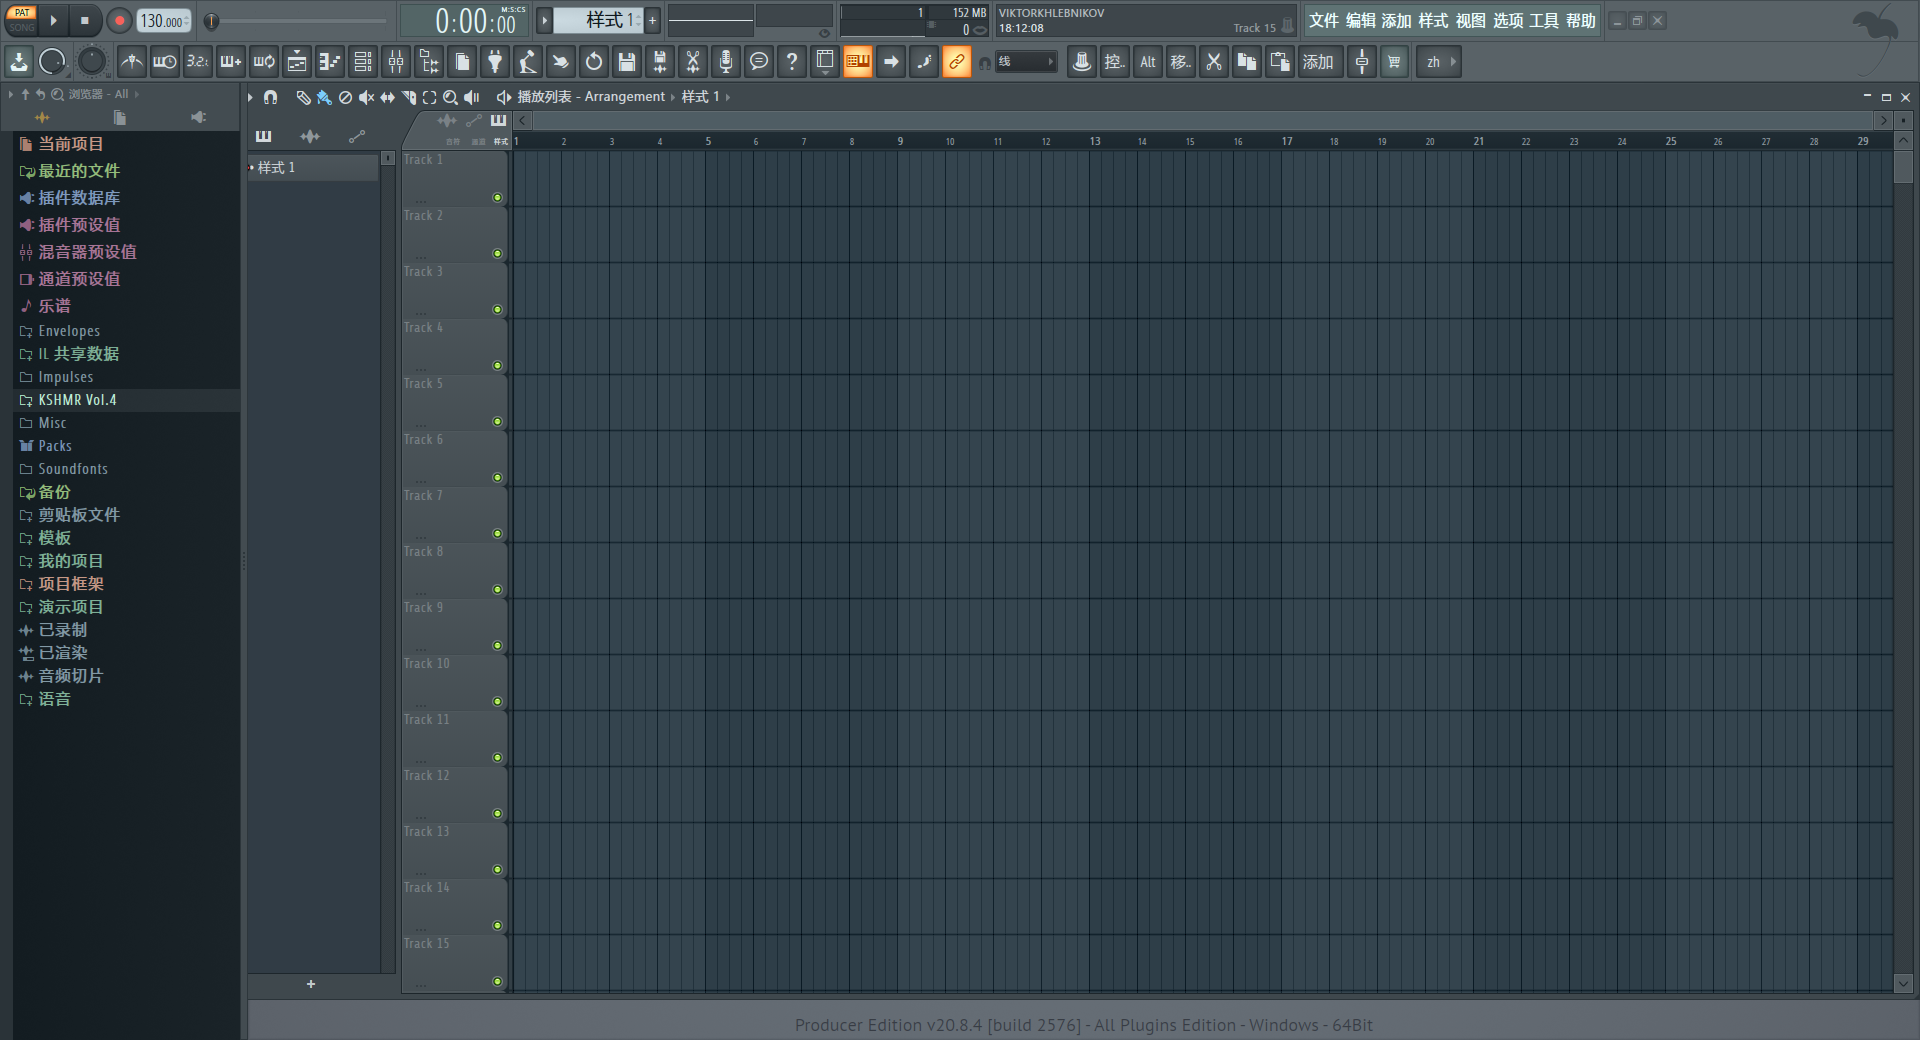 PAT
SONG
130.000
0:00:00
M:S:CS
样式 1
+
1
152 MB
0
VIKTORKHLEBNIKOV
18:12:08
Track 15
文件 编辑 添加 样式 视图 选项 工具 帮助
3.2.:
?
线
控..
Alt
移..
添加
zh
浏览器 - All
播放列表 - Arrangement
样式 1
音符
通道
样式
1 2 3 4 5 6 7 8 9 10 11 12 13 14 15 16 17 18 19 20 21 22 23 24 25 26 27 28 29
当前项目
最近的文件
插件数据库
插件预设值
混音器预设值
通道预设值
乐谱
Envelopes
IL 共享数据
Impulses
KSHMR Vol.4
Misc
Packs
Soundfonts
备份
剪贴板文件
模板
我的项目
项目框架
演示项目
已录制
已渲染
音频切片
语音
样式 1
+
Track 1
...
Track 2
...
Track 3
...
Track 4
...
Track 5
...
Track 6
...
Track 7
...
Track 8
...
Track 9
...
Track 10
...
Track 11
...
Track 12
...
Track 13
...
Track 14
...
Track 15
...
Producer Edition v20.8.4 [build 2576] - All Plugins Edition - Windows - 64Bit